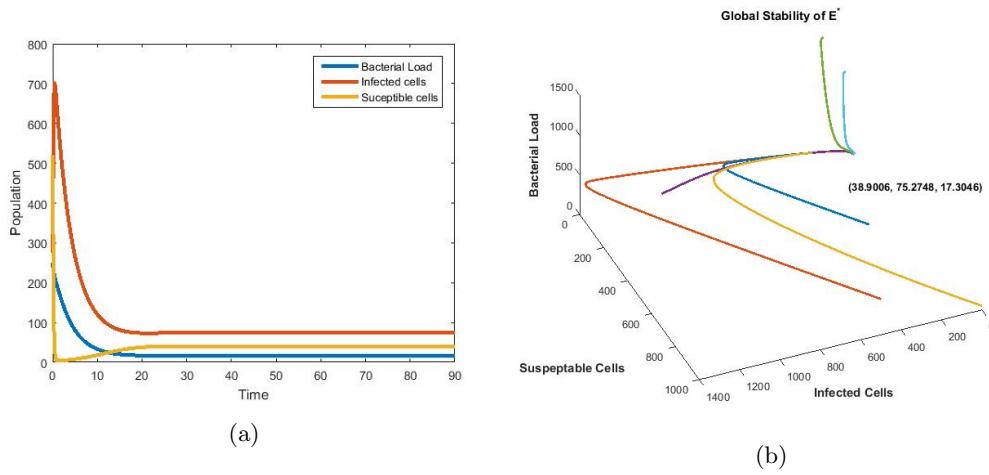 800
700
600
500
400
300
200
100
0
Population
0 10 20 30 40 50 60 70 80 90
Time
Bacterial Load
Infected cells
Suceptible cells
(a)
Global Stability of E*
1500
1000
500
0
Bacterial Load
(38.9006, 75.2748, 17.3046)
200
400
600
800
1000
Suspeptable Cells
1400 1200 1000 800 600 400 200
Infected Cells
(b)